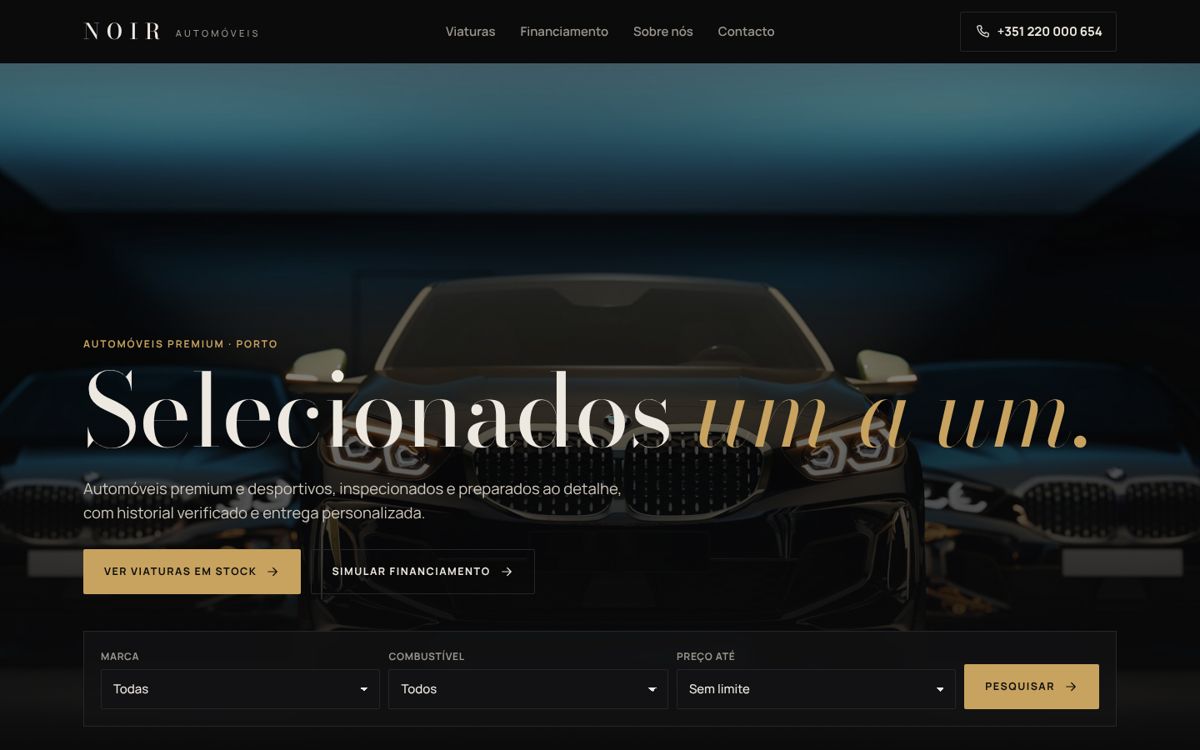 NOIR AUTOMÓVEIS
Viaturas Financiamento Sobre nós Contacto
+351 220 000 654
AUTOMÓVEIS PREMIUM · PORTO
Selecionados um a um.
Automóveis premium e desportivos, inspecionados e preparados ao detalhe,
com historial verificado e entrega personalizada.
VER VIATURAS EM STOCK →
SIMULAR FINANCIAMENTO →
MARCA
Todas
COMBUSTÍVEL
Todos
PREÇO ATÉ
Sem limite
PESQUISAR →